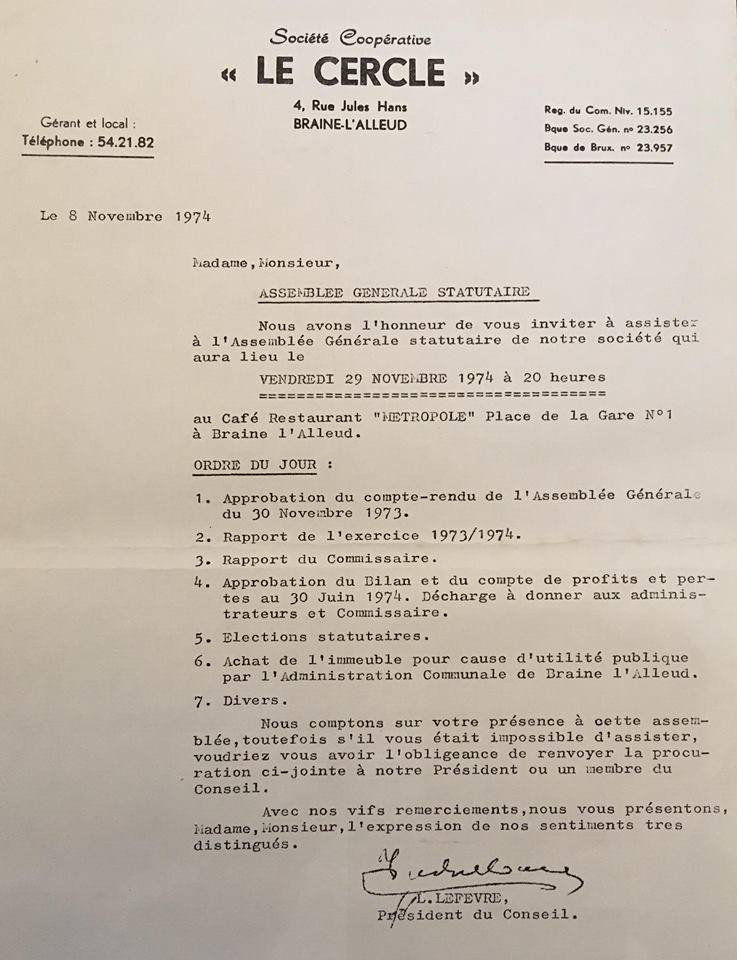 Société Coopérative
« LE CERCLE »
4, Rue Jules Hans
BRAINE-L'ALLEUD
Gérant et local :
Téléphone : 54.21.82
Reg. du Com. Niv. 15.155
Bque Soc. Gén. nº 23.256
Bque de Brux. nº 23.957
Le 8 Novembre 1974
Madame,Monsieur,
ASSEMBLEE GENERALE STATUTAIRE
Nous avons l'honneur de vous inviter à assister
à l'Assemblée Générale statutaire de notre société qui
aura lieu le
VENDREDI 29 NOVEMBRE 1974 à 20 heures
=====================================
au Café Restaurant "METROPOLE" Place de la Gare N°1
à Braine l'Alleud.
ORDRE DU JOUR :
1. Approbation du compte-rendu de l'Assemblée Générale
du 30 Novembre 1973.
2. Rapport de l'exercice 1973/1974.
3. Rapport du Commissaire.
4. Approbation du Bilan et du compte de profits et per-
tes au 30 Juin 1974. Décharge à donner aux adminis-
trateurs et Commissaire.
5. Elections statutaires.
6. Achat de l'immeuble pour cause d'utilité publique
par l'Administration Communale de Braine l'Alleud.
7. Divers.
Nous comptons sur votre présence à cette assem-
blée,toutefois s'il vous était impossible d'assister,
voudriez vous avoir l'obligeance de renvoyer la procu-
ration ci-jointe à notre Président ou un membre du
Conseil.
Avec nos vifs remerciements,nous vous présentons,
Madame,Monsieur,l'expression de nos sentiments tres
distingués.
L.LEFEVRE,
Président du Conseil.